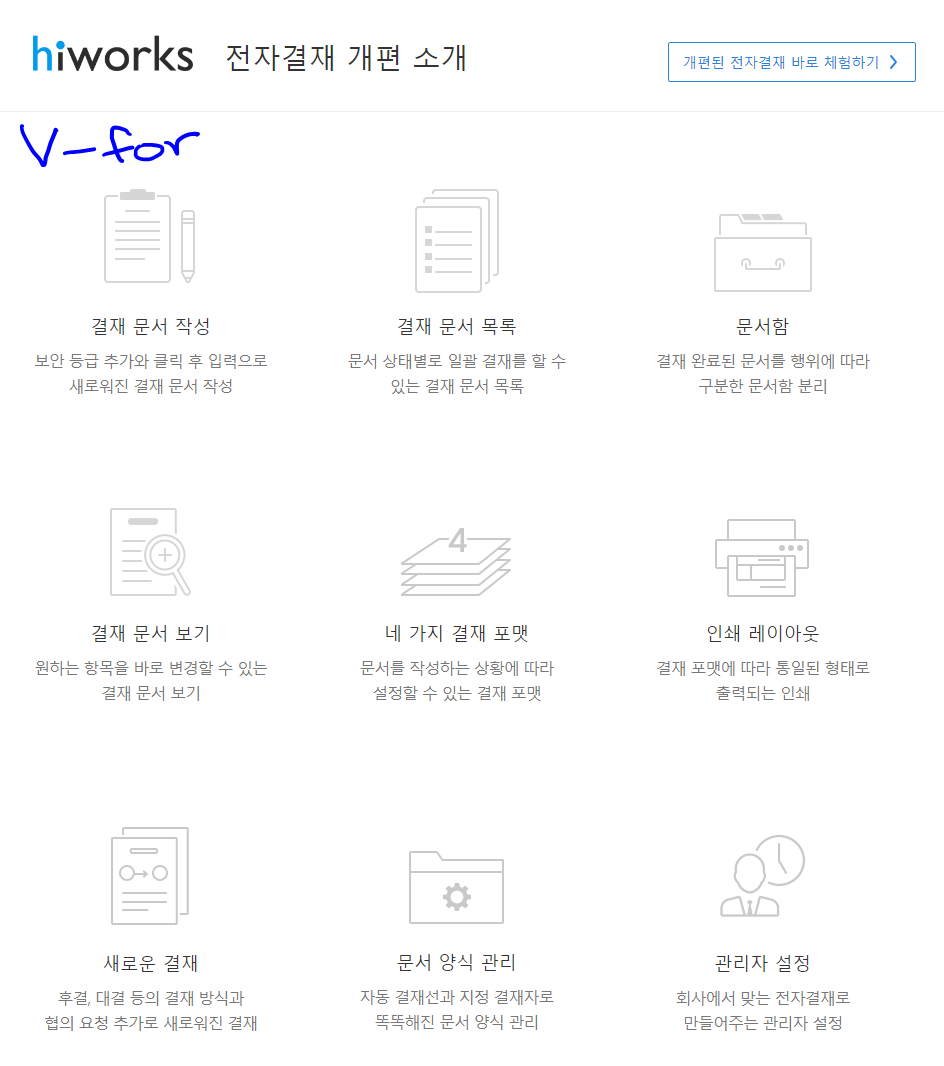 hiworks 전자결재 개편 소개
개편된 전자결재 바로 체험하기
V-for
결재 문서 작성
보안 등급 추가와 클릭 후 입력으로
새로워진 결재 문서 작성
결재 문서 목록
문서 상태별로 일괄 결재를 할 수
있는 결재 문서 목록
문서함
결재 완료된 문서를 행위에 따라
구분한 문서함 분리
결재 문서 보기
원하는 항목을 바로 변경할 수 있는
결재 문서 보기
4
네 가지 결재 포맷
문서를 작성하는 상황에 따라
설정할 수 있는 결재 포맷
인쇄 레이아웃
결재 포맷에 따라 통일된 형태로
출력되는 인쇄
새로운 결재
후결, 대결 등의 결재 방식과
협의 요청 추가로 새로워진 결재
문서 양식 관리
자동 결재선과 지정 결재자로
똑똑해진 문서 양식 관리
관리자 설정
회사에서 맞는 전자결재로
만들어주는 관리자 설정